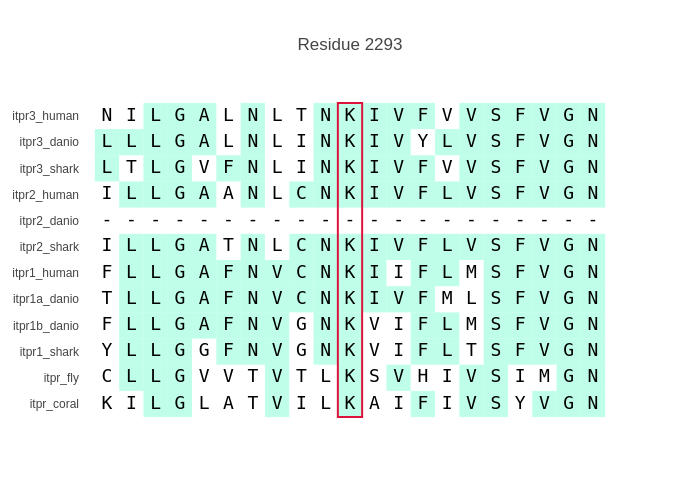 Residue 2293
itpr3_human N I L G A L N L T N K I V F V V S F V G N
itpr3_danio L L L G A L N L I N K I V Y L V S F V G N
itpr3_shark L T L G V F N L I N K I V F V V S F V G N
itpr2_human I L L G A A N L C N K I V F L V S F V G N
itpr2_danio - - - - - - - - - - - - - - - - - - - - -
itpr2_shark I L L G A T N L C N K I V F L V S F V G N
itpr1_human F L L G A F N V C N K I I F L M S F V G N
itpr1a_danio T L L G A F N V C N K I V F M L S F V G N
itpr1b_danio F L L G A F N V G N K V I F L M S F V G N
itpr1_shark Y L L G G F N V G N K V I F L T S F V G N
itpr_fly C L L G V V T V T L K S V H I V S I M G N
itpr_coral K I L G L A T V I L K A I F I V S Y V G N